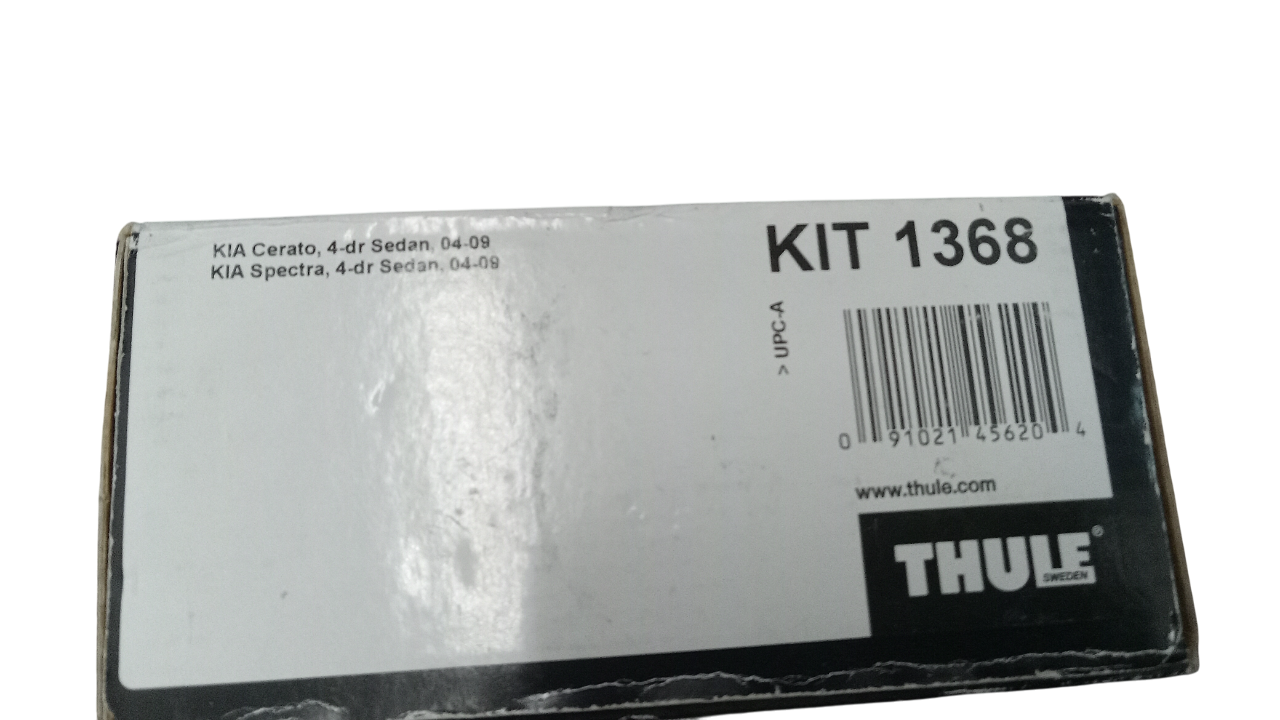 KIA Cerato, 4-dr Sedan, 04-09
KIA Spectra, 4-dr Sedan, 04-09
KIT 1368
> UPC-A
0 91021 45620 4
www.thule.com
THULE®
SWEDEN